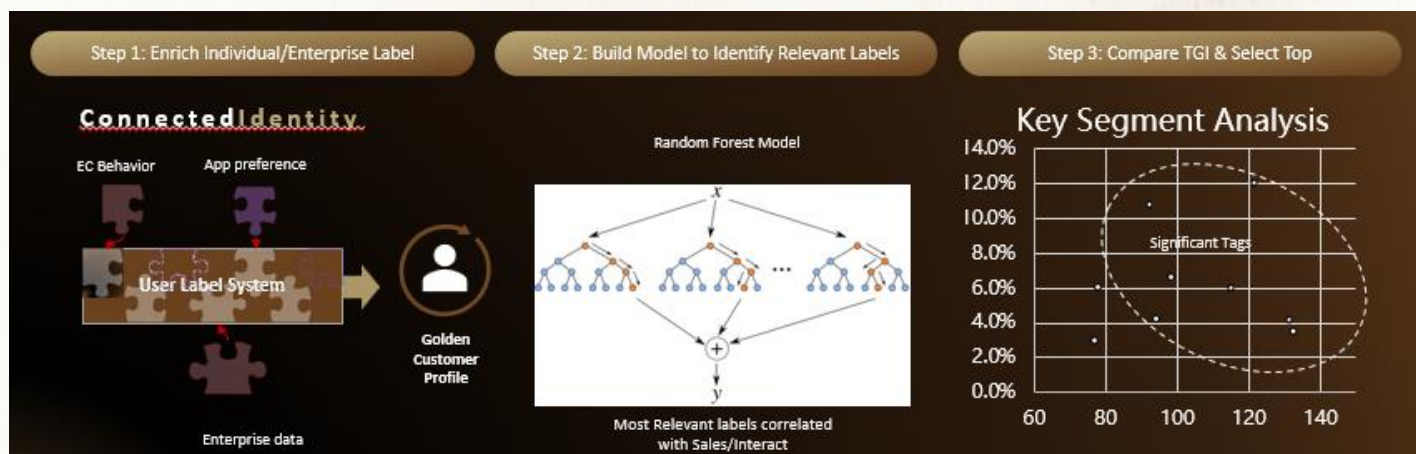 Step 1: Enrich Individual/Enterprise Label
Step 2: Build Model to Identify Relevant Labels
Step 3: Compare TGI & Select Top
ConnectedIdentity
EC Behavior
App preference
User Label System
Golden
Customer
Profile
Enterprise data
Random Forest Model
x
...
+
y
Most Relevant labels correlated
with Sales/Interact
Key Segment Analysis
14.0%
12.0%
10.0%
8.0%
6.0%
4.0%
2.0%
0.0%
Significant Tags
60 80 100 120 140